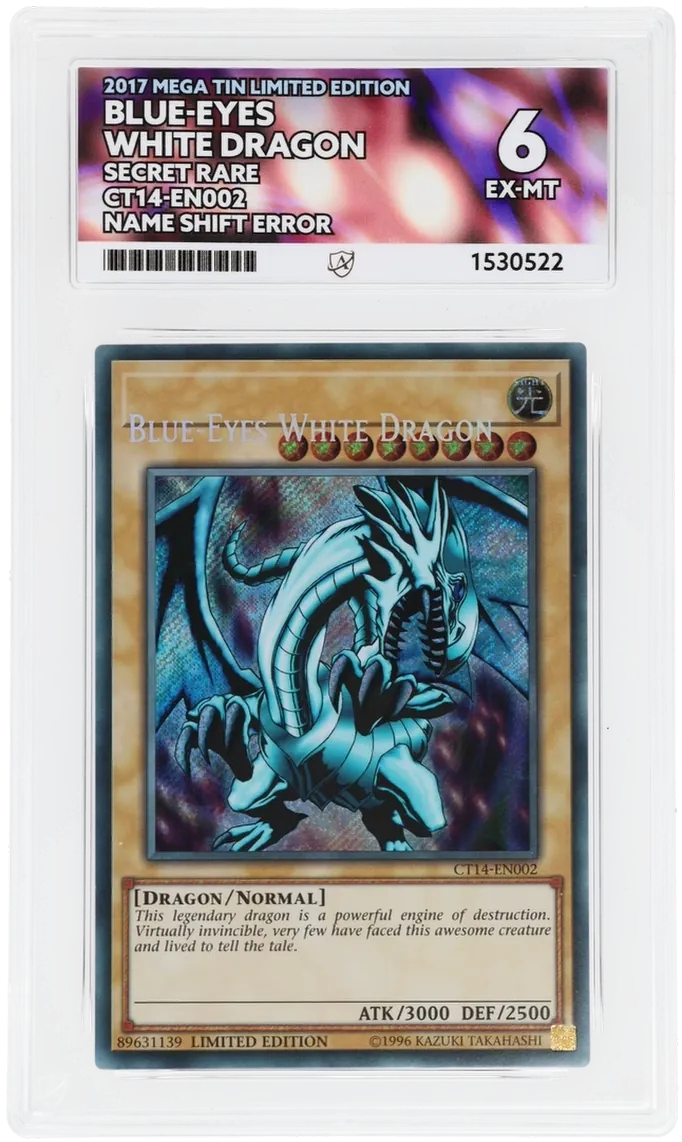 2017 MEGA TIN LIMITED EDITION
BLUE-EYES
WHITE DRAGON
SECRET RARE
CT14-EN002
NAME SHIFT ERROR
6
EX-MT
1530522
LIGHT
光
BLUE-EYES WHITE DRAGON
CT14-EN002
[DRAGON/NORMAL]
This legendary dragon is a powerful engine of destruction.
Virtually invincible, very few have faced this awesome creature
and lived to tell the tale.
ATK/3000 DEF/2500
89631139 LIMITED EDITION ©1996 KAZUKI TAKAHASHI